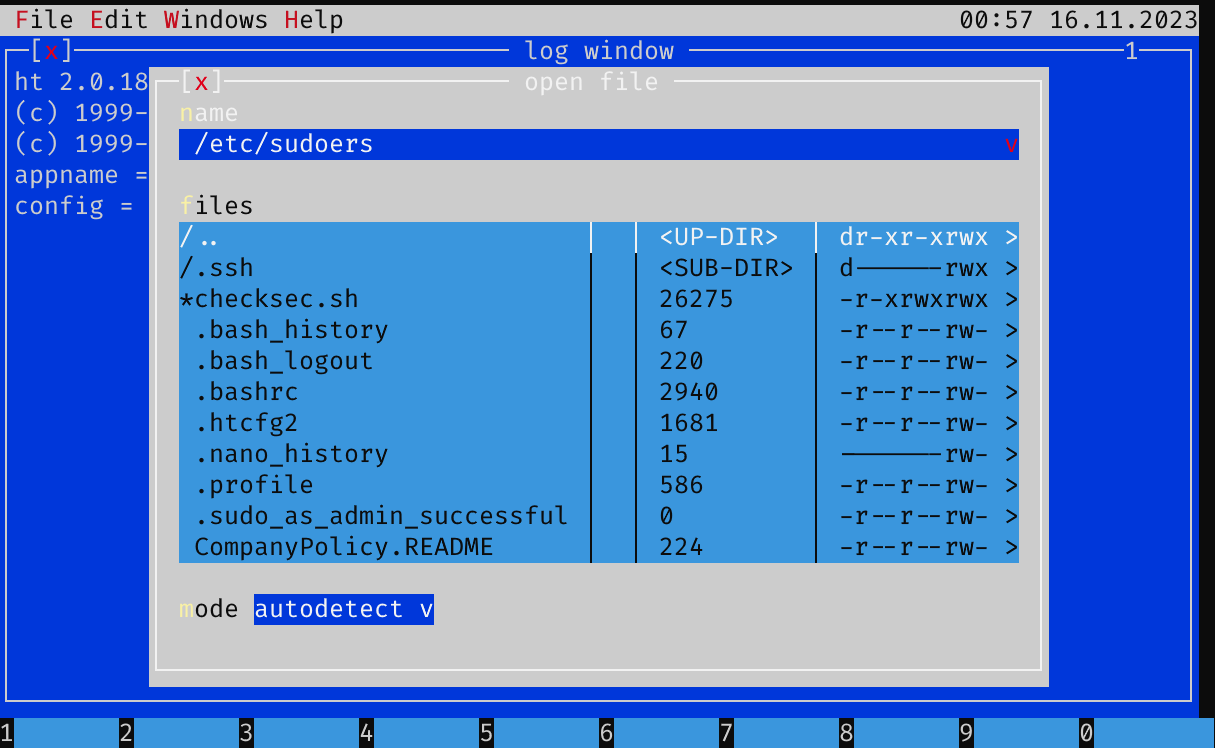 File Edit Windows Help 00:57 16.11.2023
[x] log window 1
ht 2.0.18
(c) 1999-
(c) 1999-
appname =
config =
[x] open file
name
/etc/sudoers v
files
/.. <UP-DIR> dr-xr-xrwx >
/.ssh <SUB-DIR> d------rwx >
*checksec.sh 26275 -r-xrwxrwx >
.bash_history 67 -r--r--rw- >
.bash_logout 220 -r--r--rw- >
.bashrc 2940 -r--r--rw- >
.htcfg2 1681 -r--r--rw- >
.nano_history 15 -------rw- >
.profile 586 -r--r--rw- >
.sudo_as_admin_successful 0 -r--r--rw- >
CompanyPolicy.README 224 -r--r--rw- >
mode autodetect v
1 2 3 4 5 6 7 8 9 0